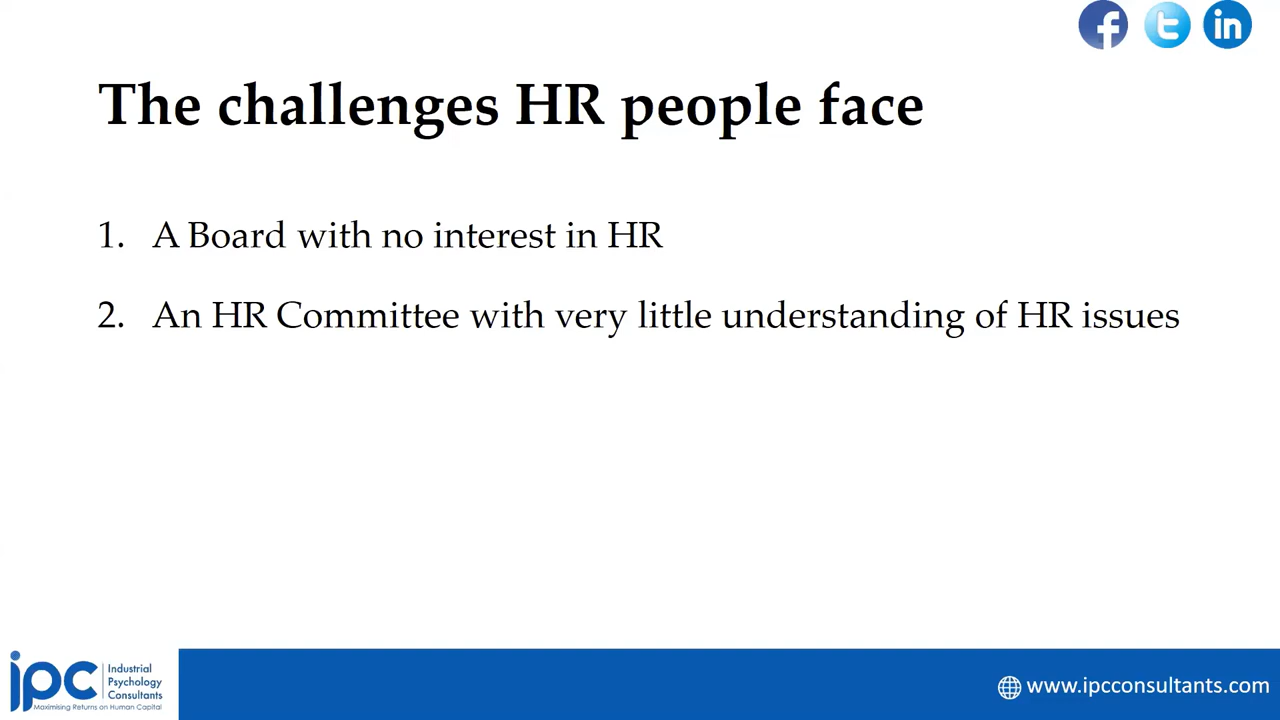 The challenges HR people face
1. A Board with no interest in HR
2. An HR Committee with very little understanding of HR issues
ipc
Industrial
Psychology
Consultants
Maximising Returns on Human Capital
www.ipcconsultants.com